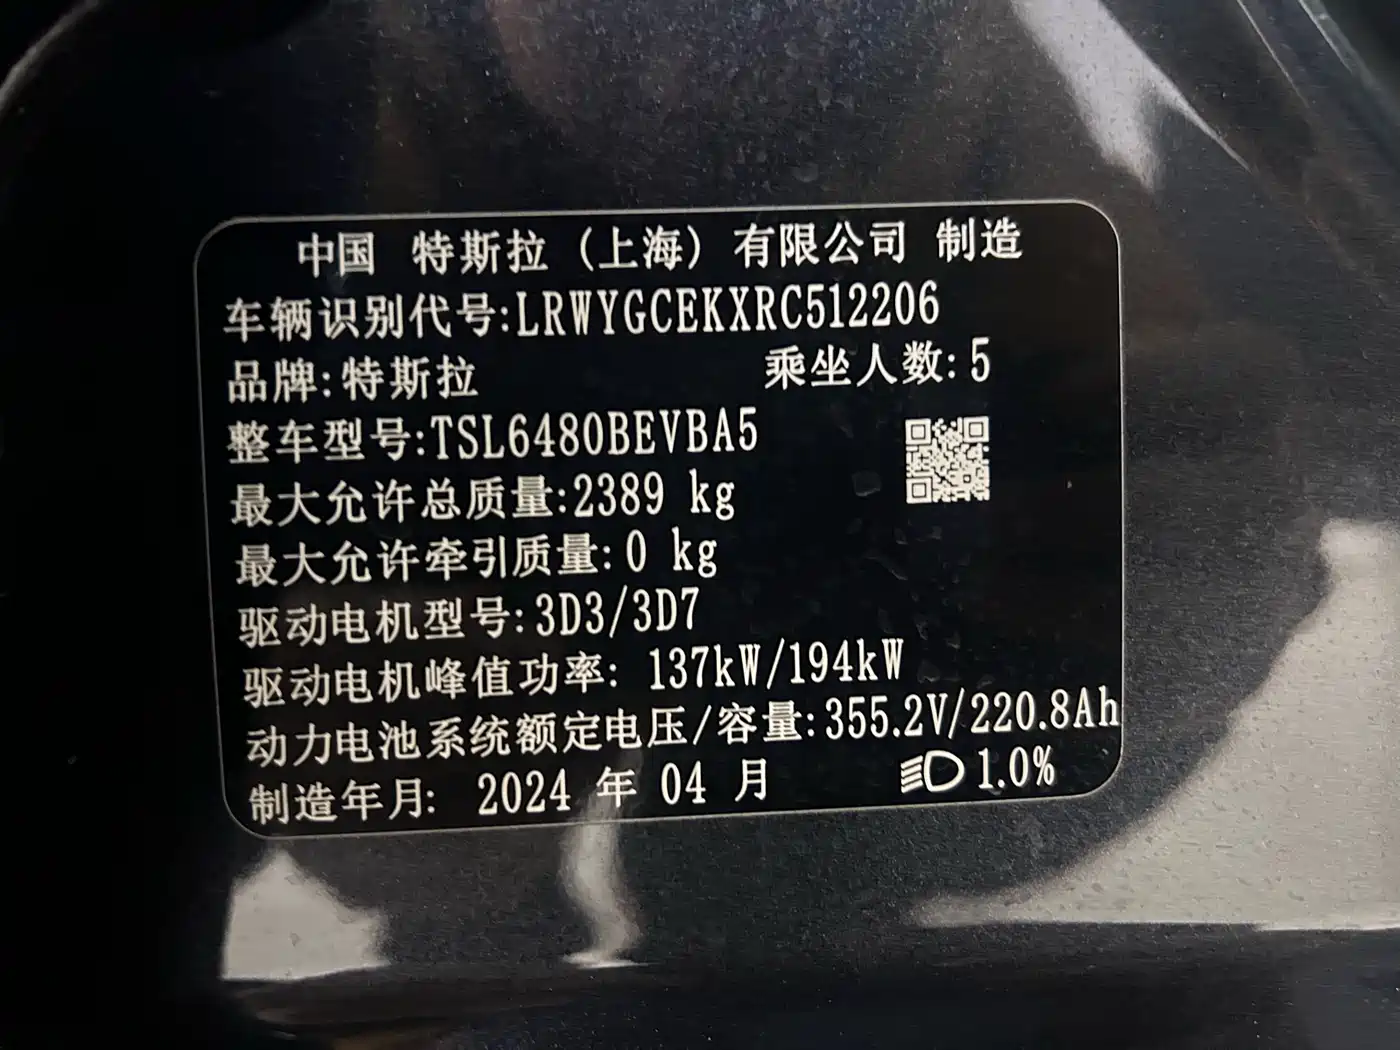 中国 特斯拉（上海）有限公司 制造
车辆识别代号:LRWYGCEKXRC512206
品牌:特斯拉 乘坐人数:5
整车型号:TSL6480BEVBA5
最大允许总质量:2389 kg
最大允许牵引质量:0 kg
驱动电机型号:3D3/3D7
驱动电机峰值功率: 137kW/194kW
动力电池系统额定电压/容量:355.2V/220.8Ah
制造年月: 2024 年 04 月 1.0%